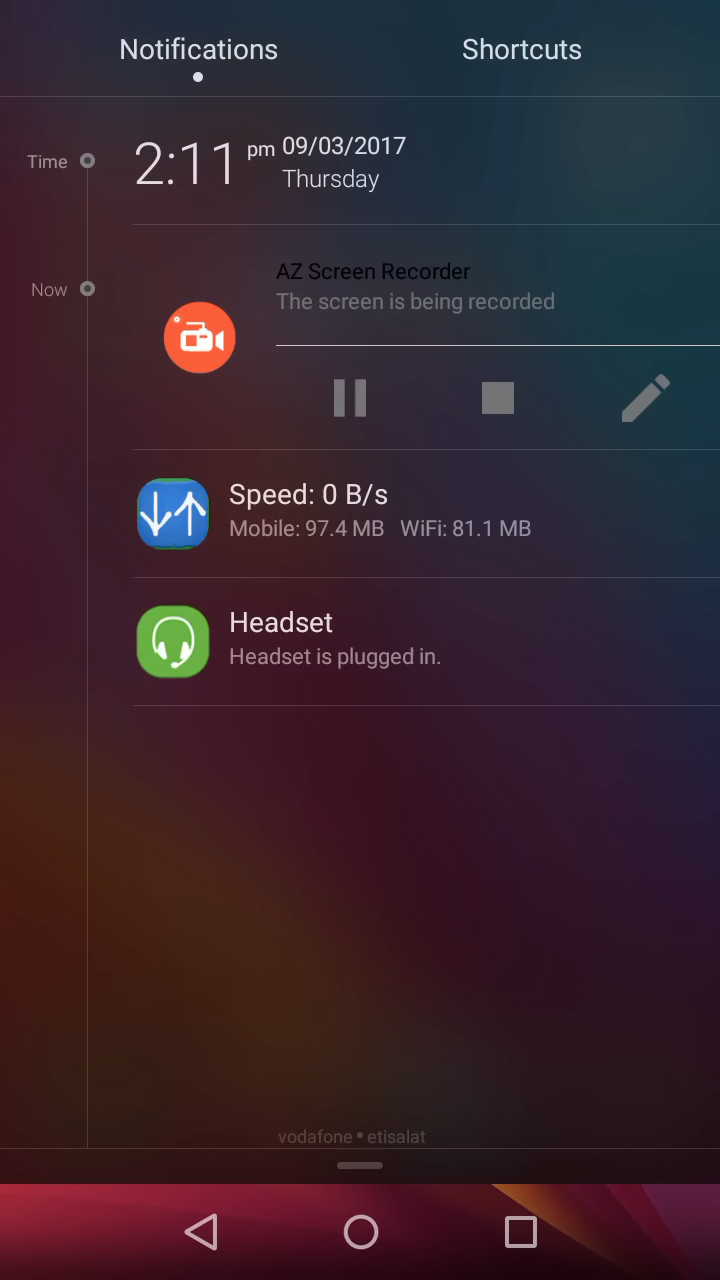 Notifications
Shortcuts
Time
2:11 pm
09/03/2017
Thursday
Now
AZ Screen Recorder
The screen is being recorded
Speed: 0 B/s
Mobile: 97.4 MB WiFi: 81.1 MB
Headset
Headset is plugged in.
vodafone • etisalat